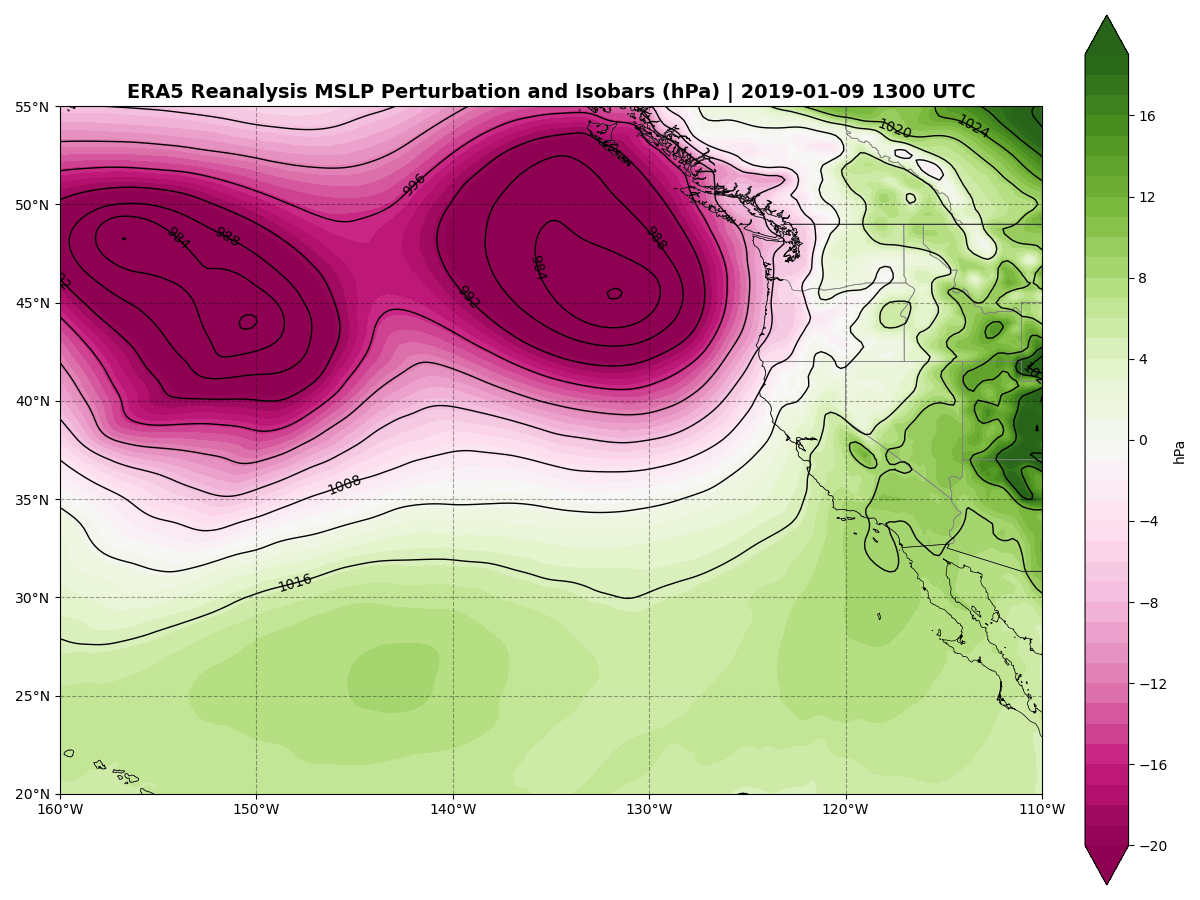 ERA5 Reanalysis MSLP Perturbation and Isobars (hPa) | 2019-01-09 1300 UTC
55°N
50°N
45°N
40°N
35°N
30°N
25°N
20°N
160°W
150°W
140°W
130°W
120°W
110°W
1020
1024
996
984
988
988
984
992
1008
1016
16
12
8
4
0
−4
−8
−12
−16
−20
hPa